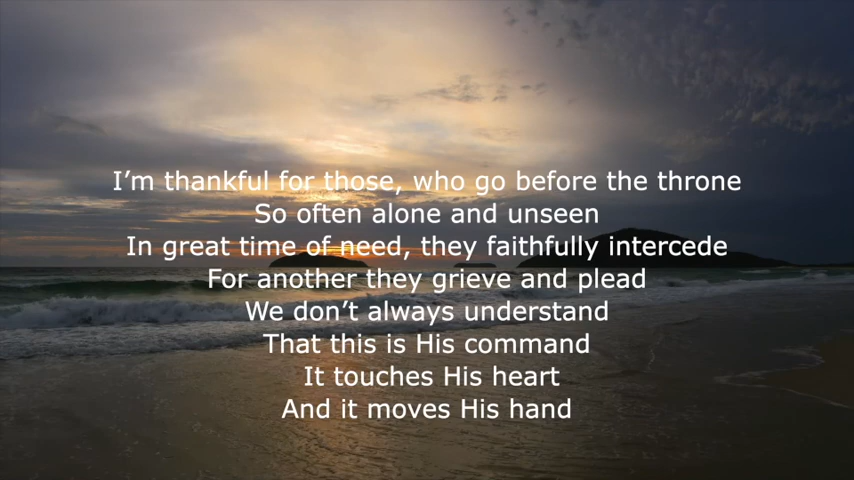 I’m thankful for those, who go before the throne
So often alone and unseen
In great time of need, they faithfully intercede
For another they grieve and plead
We don’t always understand
That this is His command
It touches His heart
And it moves His hand